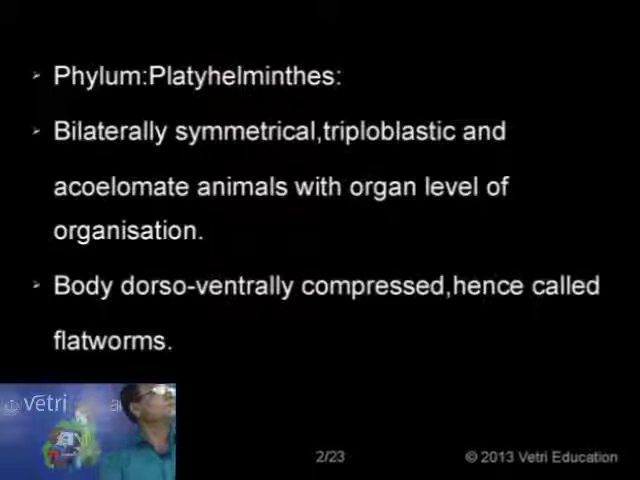 Phylum:Platyhelminthes:
Bilaterally symmetrical,triploblastic and
acoelomate animals with organ level of
organisation.
Body dorso-ventrally compressed,hence called
flatworms.
vetri
2/23
© 2013 Vetri Education